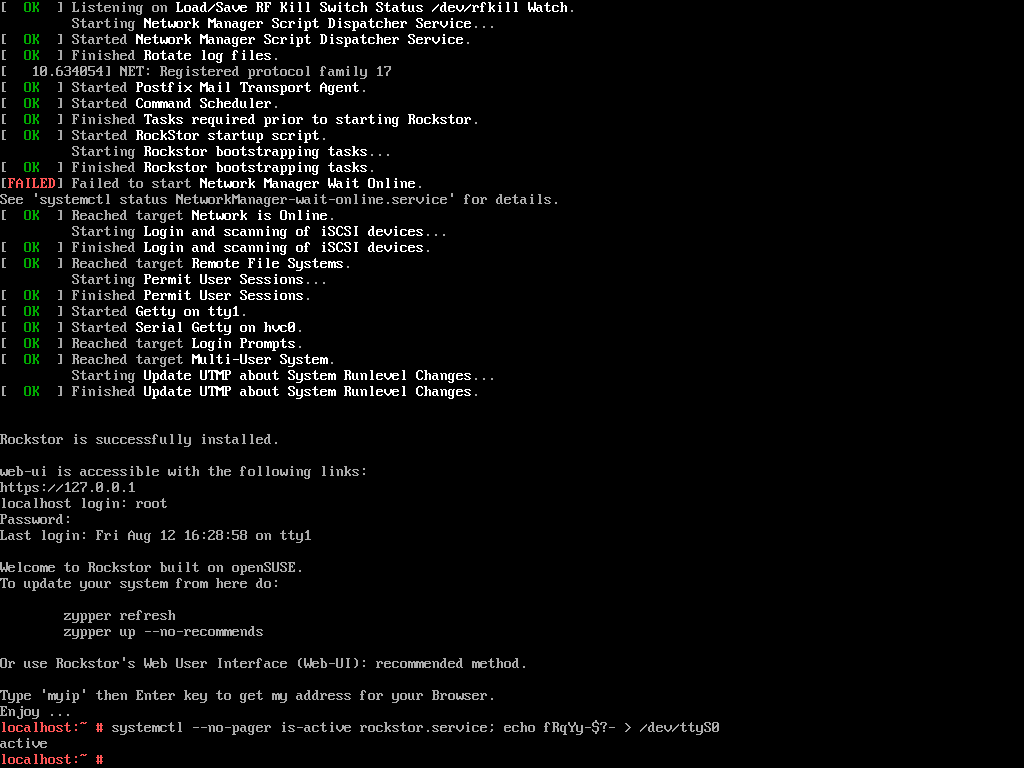 [  OK  ] Listening on Load/Save RF Kill Switch Status /dev/rfkill Watch.
         Starting Network Manager Script Dispatcher Service...
[  OK  ] Started Network Manager Script Dispatcher Service.
[  OK  ] Finished Rotate log files.
[   10.634054] NET: Registered protocol family 17
[  OK  ] Started Postfix Mail Transport Agent.
[  OK  ] Started Command Scheduler.
[  OK  ] Finished Tasks required prior to starting Rockstor.
[  OK  ] Started RockStor startup script.
         Starting Rockstor bootstrapping tasks...
[  OK  ] Finished Rockstor bootstrapping tasks.
[FAILED] Failed to start Network Manager Wait Online.
See 'systemctl status NetworkManager-wait-online.service' for details.
[  OK  ] Reached target Network is Online.
         Starting Login and scanning of iSCSI devices...
[  OK  ] Finished Login and scanning of iSCSI devices.
[  OK  ] Reached target Remote File Systems.
         Starting Permit User Sessions...
[  OK  ] Finished Permit User Sessions.
[  OK  ] Started Getty on tty1.
[  OK  ] Started Serial Getty on hvc0.
[  OK  ] Reached target Login Prompts.
[  OK  ] Reached target Multi-User System.
         Starting Update UTMP about System Runlevel Changes...
[  OK  ] Finished Update UTMP about System Runlevel Changes.
Rockstor is successfully installed.
web-ui is accessible with the following links:
https://127.0.0.1
localhost login: root
Password:
Last login: Fri Aug 12 16:28:58 on tty1
Welcome to Rockstor built on openSUSE.
To update your system from here do:
        zypper refresh
        zypper up --no-recommends
Or use Rockstor's Web User Interface (Web-UI): recommended method.
Type 'myip' then Enter key to get my address for your Browser.
Enjoy ...
localhost:~ # systemctl --no-pager is-active rockstor.service; echo fRqYy-$?- > /dev/ttyS0
active
localhost:~ #